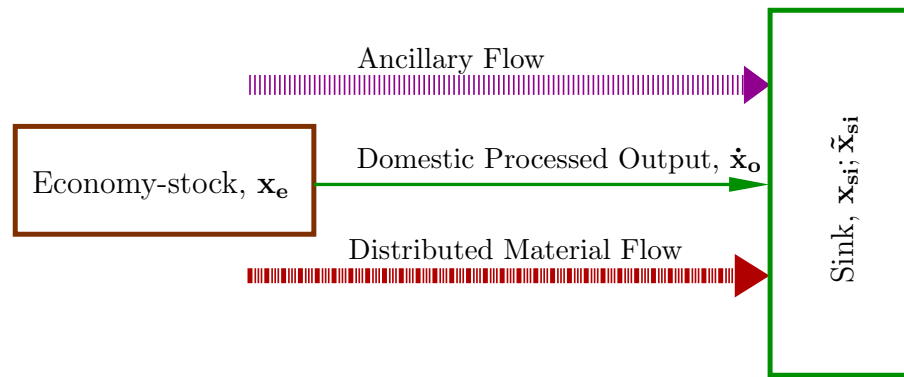 Ancillary Flow
Economy-stock, xₑ
Domestic Processed Output, ẋₒ
Distributed Material Flow
Sink, xₛᵢ; x̃ₛᵢ